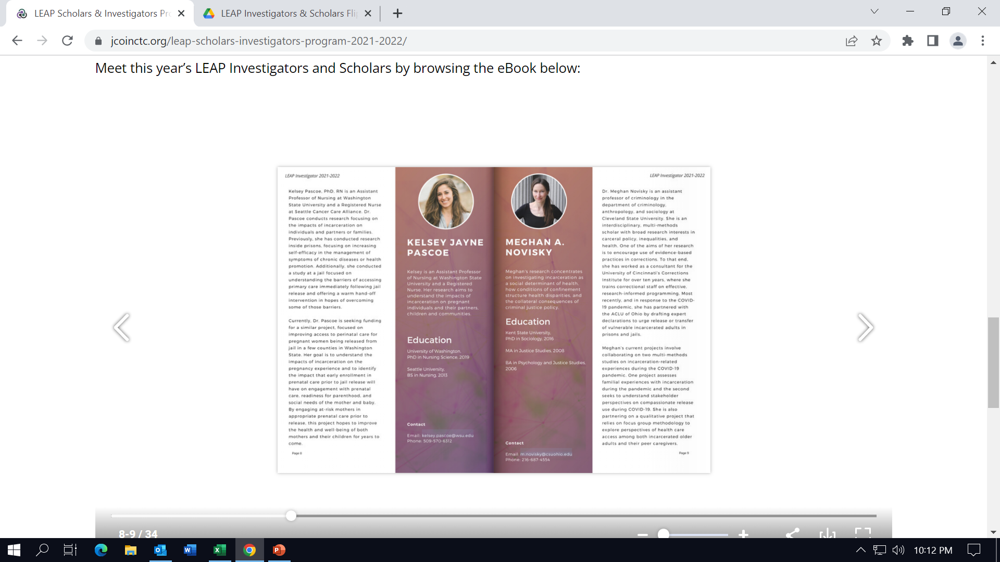 LEAP Scholars & Investigators Pr
LEAP Investigators & Scholars Fli
jcoinctc.org/leap-scholars-investigators-program-2021-2022/
Meet this year's LEAP Investigators and Scholars by browsing the eBook below:
LEAP Investigator 2021-2022
Kelsey Pascoe, PhD, RN is an Assistant
Professor of Nursing at Washington
State University and a Registered Nurse
at Seattle Cancer Care Alliance. Dr.
Pascoe conducts research focusing on
the impacts of incarceration on
individuals and partners or families.
Previously, she has conducted research
inside prisons, focusing on increasing
self-efficacy in the management of
symptoms of chronic diseases or health
promotion. Additionally, she conducted
a study at a jail focused on
understanding the barriers of accessing
primary care immediately following jail
release and offering a warm hand-off
intervention in hopes of overcoming
some of those barriers.
Currently, Dr. Pascoe is seeking funding
for a similar project, focused on
improving access to perinatal care for
pregnant women being released from
jail in a few counties in Washington
State. Her goal is to understand the
impacts of incarceration on the
pregnancy experience and to identify
the impact that early enrollment in
prenatal care prior to jail release will
have on engagement with prenatal
care, readiness for parenthood, and
social needs of the mother and baby.
By engaging at-risk mothers in
appropriate prenatal care prior to
release, this project hopes to improve
the health and well-being of both
mothers and their children for years to
come.
Page 8
KELSEY JAYNE
PASCOE
Kelsey is an Assistant Professor
of Nursing at Washington State
University and a Registered
Nurse. Her research aims to
understand the impacts of
incarceration on pregnant
individuals and their partners,
children and communities.
Education
University of Washington,
PhD in Nursing Science, 2019
Seattle University,
BS in Nursing, 2013
Contact
Email: kelsey.pascoe@wsu.edu
Phone: 509-570-6312
MEGHAN A.
NOVISKY
Meghan's research concentrates
on investigating incarceration as
a social determinant of health,
how conditions of confinement
structure health disparities, and
the collateral consequences of
criminal justice policy.
Education
Kent State University,
PhD in Sociology, 2016
MA in Justice Studies, 2008
BA in Psychology and Justice Studies,
2006
Contact
Email: m.novisky@csuohio.edu
Phone: 216-687-4554
LEAP Investigator 2021-2022
Dr. Meghan Novisky is an assistant
professor of criminology in the
department of criminology,
anthropology, and sociology at
Cleveland State University. She is an
interdisciplinary, multi-methods
scholar with broad research interests in
carceral policy, inequalities, and
health. One of the aims of her research
is to encourage use of evidence-based
practices in corrections. To that end,
she has worked as a consultant for the
University of Cincinnati's Corrections
Institute for over ten years, where she
trains correctional staff on effective,
research-informed programming. Most
recently, and in response to the COVID-
19 pandemic, she has partnered with
the ACLU of Ohio by drafting expert
declarations to urge release or transfer
of vulnerable incarcerated adults in
prisons and jails.
Meghan's current projects involve
collaborating on two multi-methods
studies on incarceration-related
experiences during the COVID-19
pandemic. One project assesses
familial experiences with incarceration
during the pandemic and the second
seeks to understand stakeholder
perspectives on compassionate release
use during COVID-19. She is also
partnering on a qualitative project that
relies on focus group methodology to
explore perspectives of health care
access among both incarcerated older
adults and their peer caregivers.
Page 9
8-9 / 34
10:12 PM